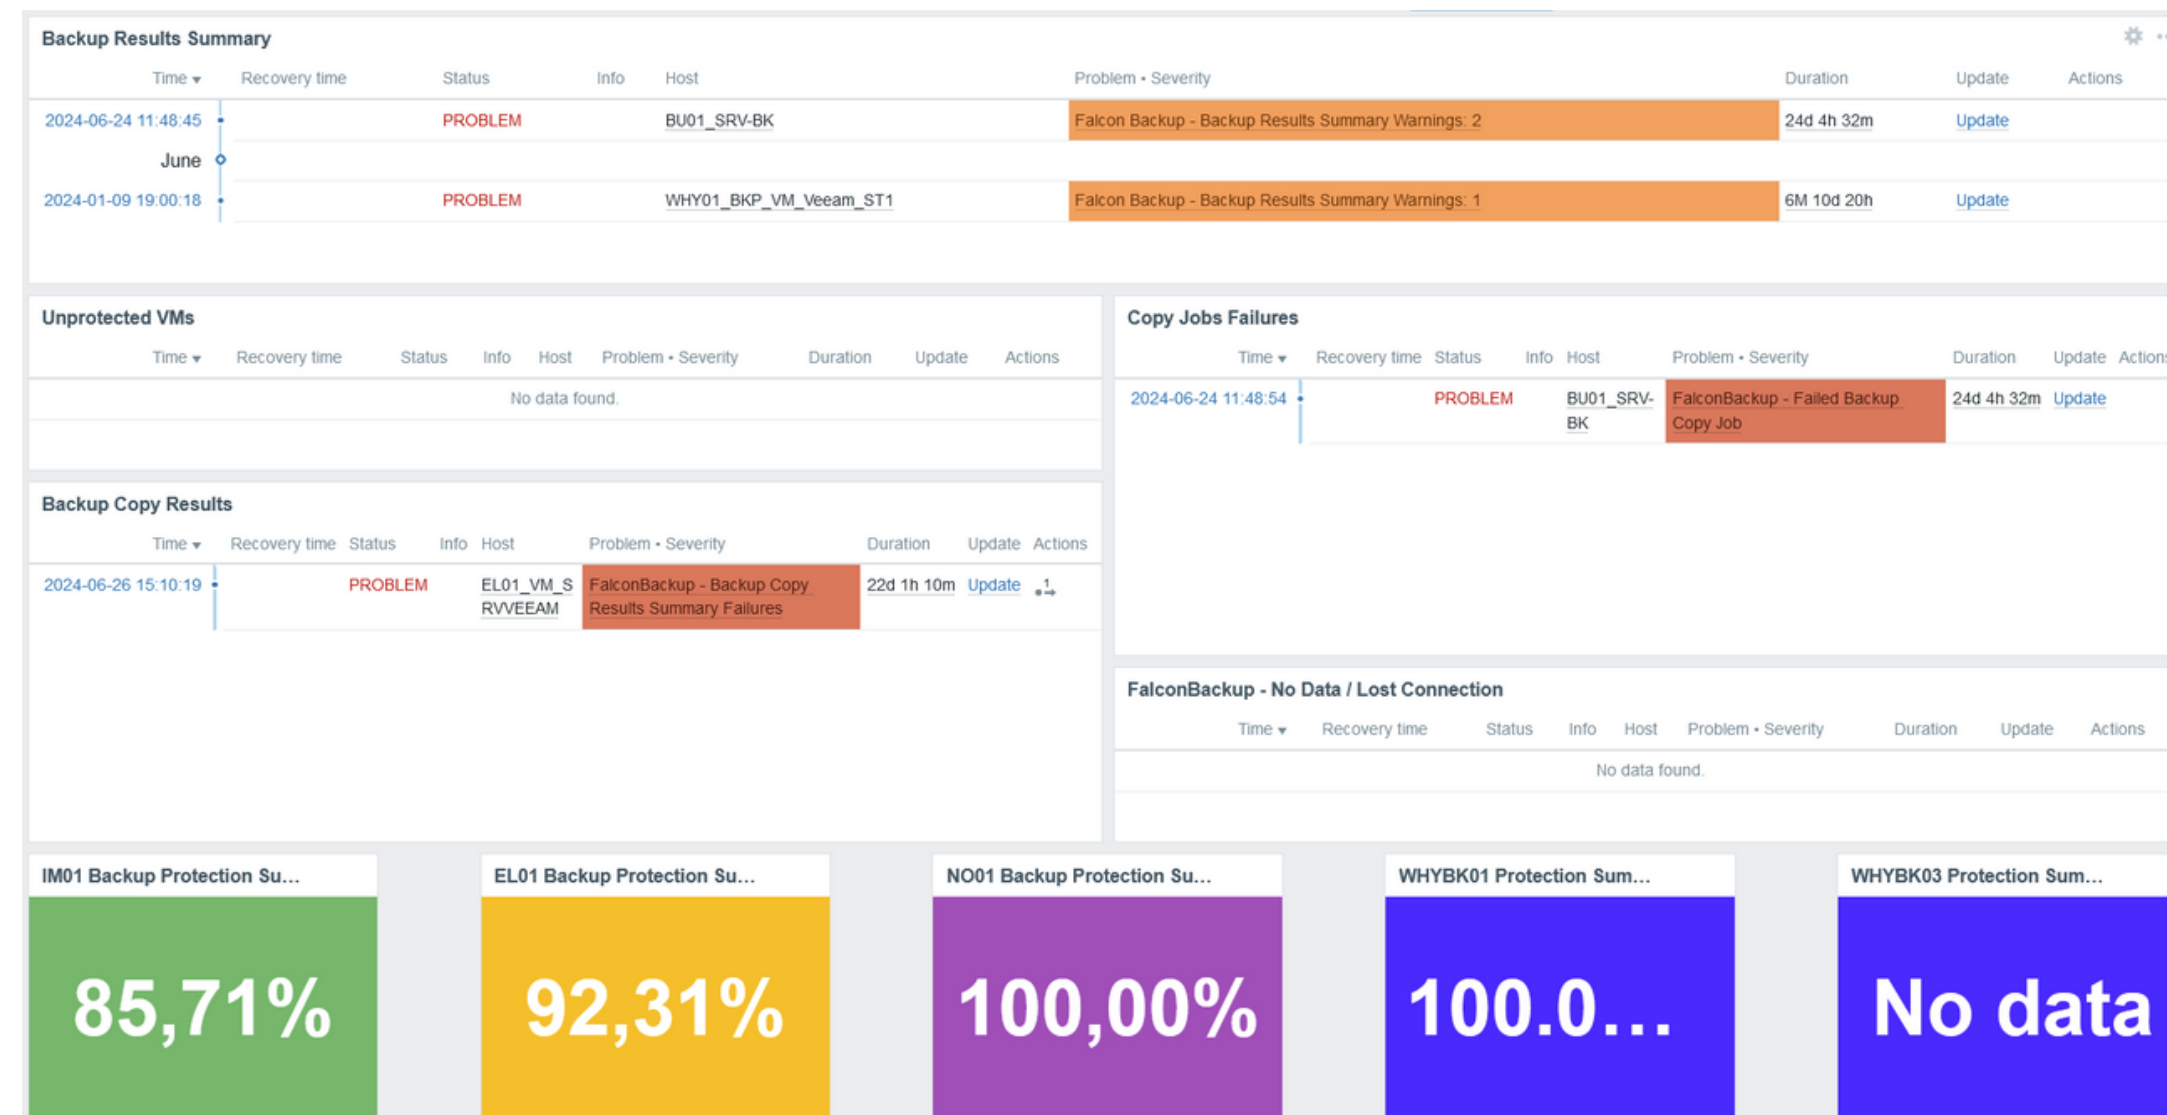 Backup Results Summary
Time Recovery time Status Info Host Problem • Severity Duration Update Actions
2024-06-24 11:48:45 PROBLEM BU01_SRV-BK Falcon Backup - Backup Results Summary Warnings: 2 24d 4h 32m Update
June
2024-01-09 19:00:18 PROBLEM WHY01_BKP_VM_Veeam_ST1 Falcon Backup - Backup Results Summary Warnings: 1 6M 10d 20h Update
Unprotected VMs
Time Recovery time Status Info Host Problem • Severity Duration Update Actions
No data found.
Copy Jobs Failures
Time Recovery time Status Info Host Problem • Severity Duration Update Actions
2024-06-24 11:48:54 PROBLEM BU01_SRV- FalconBackup - Failed Backup 24d 4h 32m Update
BK Copy Job
Backup Copy Results
Time Recovery time Status Info Host Problem • Severity Duration Update Actions
2024-06-26 15:10:19 PROBLEM EL01_VM_S FalconBackup - Backup Copy 22d 1h 10m Update 1
RVVEEAM Results Summary Failures
FalconBackup - No Data / Lost Connection
Time Recovery time Status Info Host Problem • Severity Duration Update Actions
No data found.
IM01 Backup Protection Su...
85,71%
EL01 Backup Protection Su...
92,31%
NO01 Backup Protection Su...
100,00%
WHYBK01 Protection Sum...
100.0...
WHYBK03 Protection Sum...
No data